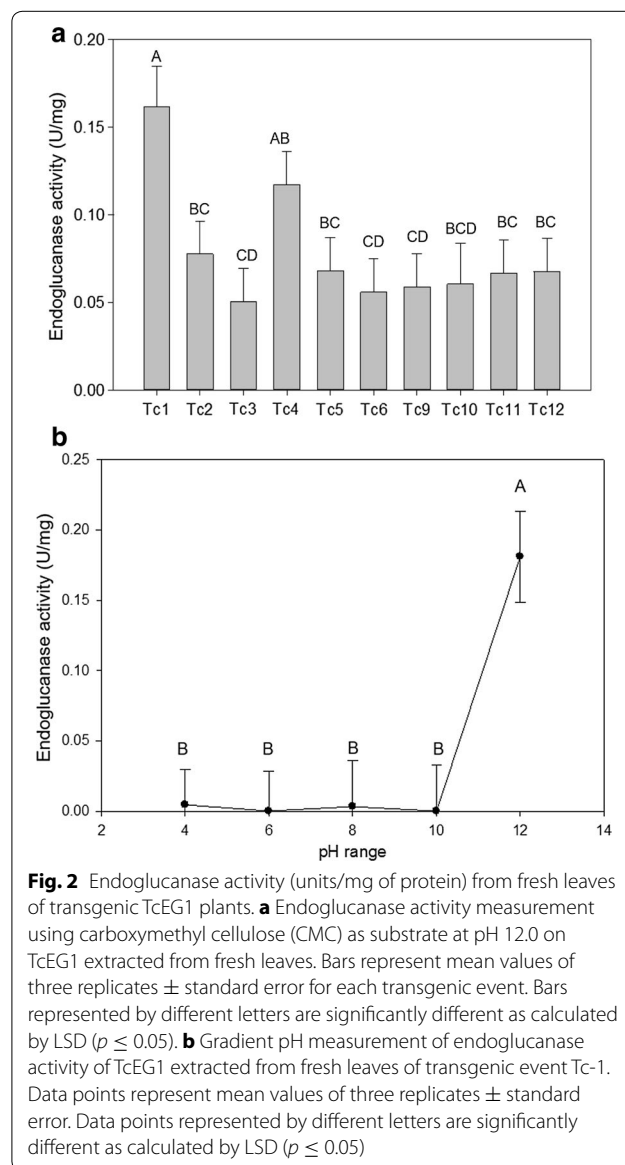 a
0.20
0.15
0.10
0.05
0.00
Endoglucanase activity (U/mg)
A
BC
CD
AB
BC
CD
CD
BCD
BC
BC
Tc1 Tc2 Tc3 Tc4 Tc5 Tc6 Tc9 Tc10 Tc11 Tc12
b
0.25
0.20
0.15
0.10
0.05
0.00
Endoglucanase activity (U/mg)
B
B
B
B
A
2 4 6 8 10 12 14
pH range
Fig. 2 Endoglucanase activity (units/mg of protein) from fresh leaves
of transgenic TcEG1 plants. a Endoglucanase activity measurement
using carboxymethyl cellulose (CMC) as substrate at pH 12.0 on
TcEG1 extracted from fresh leaves. Bars represent mean values of
three replicates ± standard error for each transgenic event. Bars
represented by different letters are significantly different as calculated
by LSD (p ≤ 0.05). b Gradient pH measurement of endoglucanase
activity of TcEG1 extracted from fresh leaves of transgenic event Tc-1.
Data points represent mean values of three replicates ± standard
error. Data points represented by different letters are significantly
different as calculated by LSD (p ≤ 0.05)